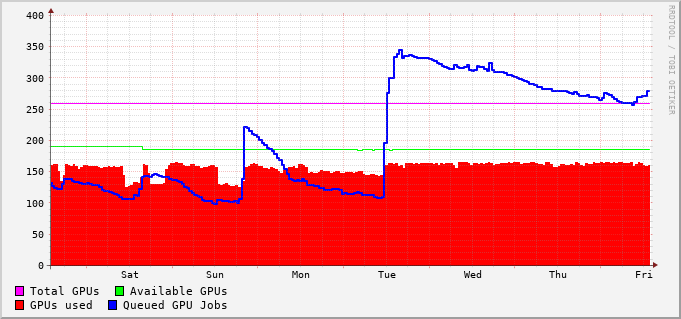 400
350
300
250
200
150
100
50
0
Sat Sun Mon Tue Wed Thu Fri
RRDTOOL / TOBI OETIKER
Total GPUs Available GPUs
GPUs used Queued GPU Jobs